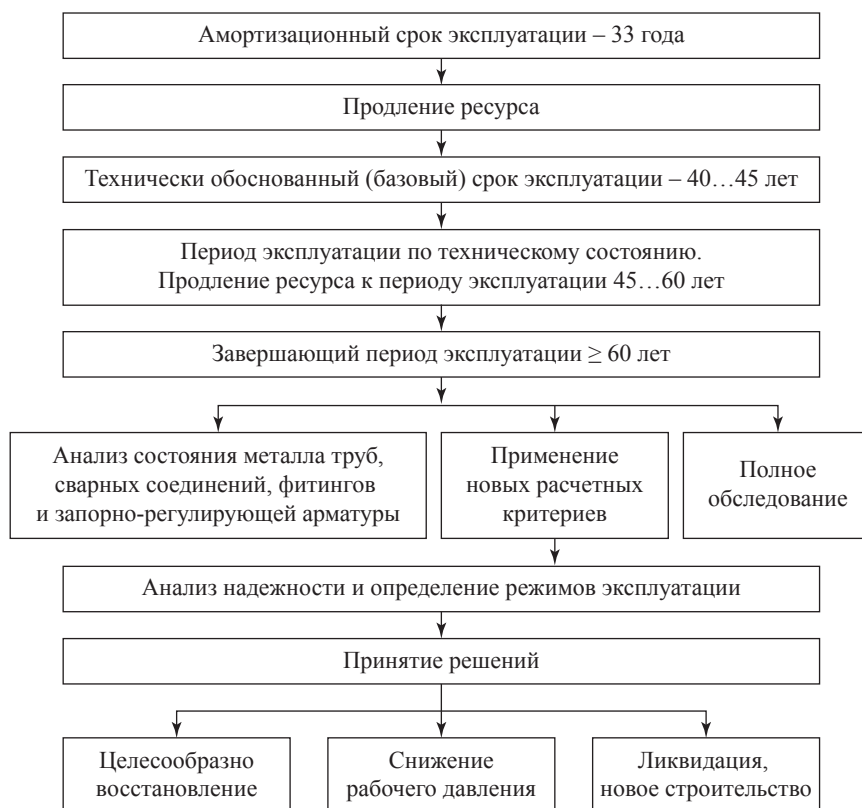 Амортизационный срок эксплуатации – 33 года
Продление ресурса
Технически обоснованный (базовый) срок эксплуатации – 40…45 лет
Период эксплуатации по техническому состоянию.
Продление ресурса к периоду эксплуатации 45…60 лет
Завершающий период эксплуатации ≥ 60 лет
Анализ состояния металла труб,
сварных соединений, фитингов
и запорно-регулирующей арматуры
Применение
новых расчетных
критериев
Полное
обследование
Анализ надежности и определение режимов эксплуатации
Принятие решений
Целесообразно
восстановление
Снижение
рабочего давления
Ликвидация,
новое строительство